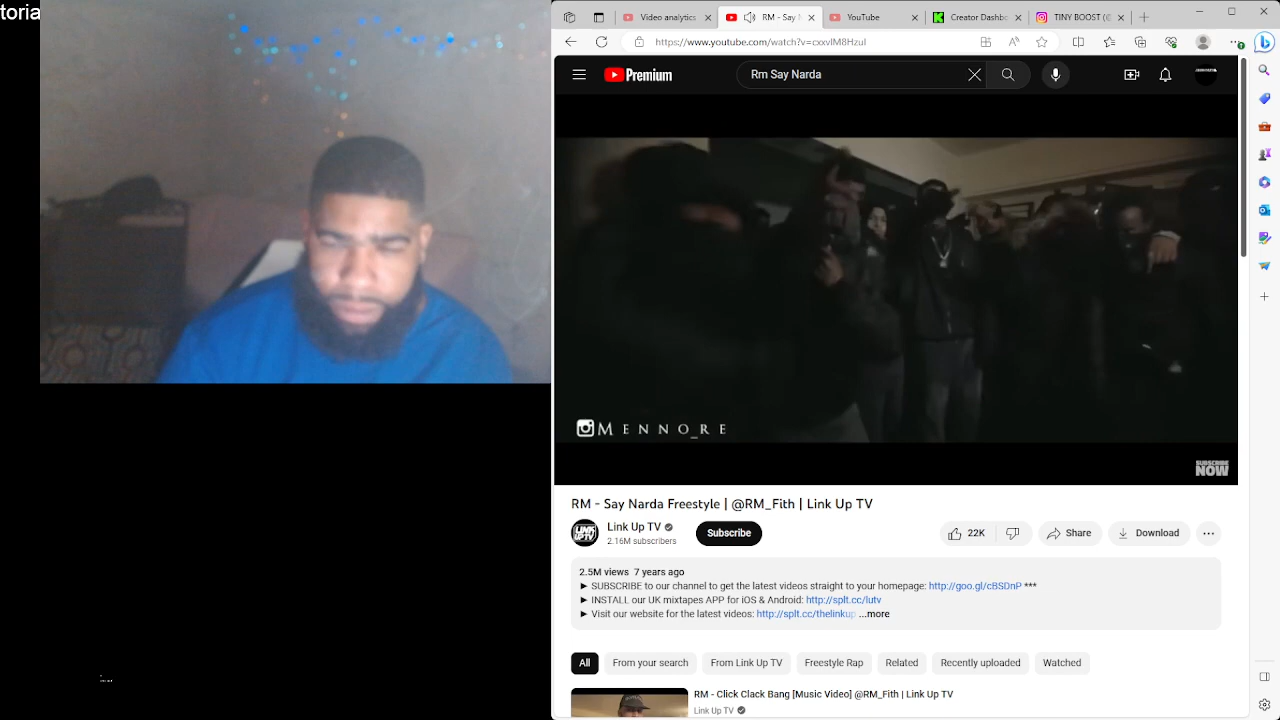 toria
Video analytics
RM - Say N
YouTube
Creator Dashbo
TINY BOOST (@
https://www.youtube.com/watch?v=cxxvlM8HzuI
Premium
Rm Say Narda
MENNO_RE
SUBSCRIBE
NOW
RM - Say Narda Freestyle | @RM_Fith | Link Up TV
LINK UP TV
Link Up TV
2.16M subscribers
Subscribe
22K
Share
Download
2.5M views 7 years ago
► SUBSCRIBE to our channel to get the latest videos straight to your homepage: http://goo.gl/cBSDnP ***
► INSTALL our UK mixtapes APP for iOS & Android: http://splt.cc/lutv
► Visit our website for the latest videos: http://splt.cc/thelinkup ...more
All
From your search
From Link Up TV
Freestyle Rap
Related
Recently uploaded
Watched
RM - Click Clack Bang [Music Video] @RM_Fith | Link Up TV
Link Up TV